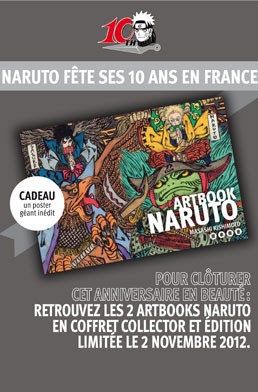 10TH
NARUTO FÊTE SES 10 ANS EN FRANCE
CADEAU
un poster
géant inédit
ARTBOOK
NARUTO
MASASHI KISHIMOTO
POUR CLÔTURER
CET ANNIVERSAIRE EN BEAUTÉ :
RETROUVEZ LES 2 ARTBOOKS NARUTO
EN COFFRET COLLECTOR ET ÉDITION
LIMITÉE LE 2 NOVEMBRE 2012.